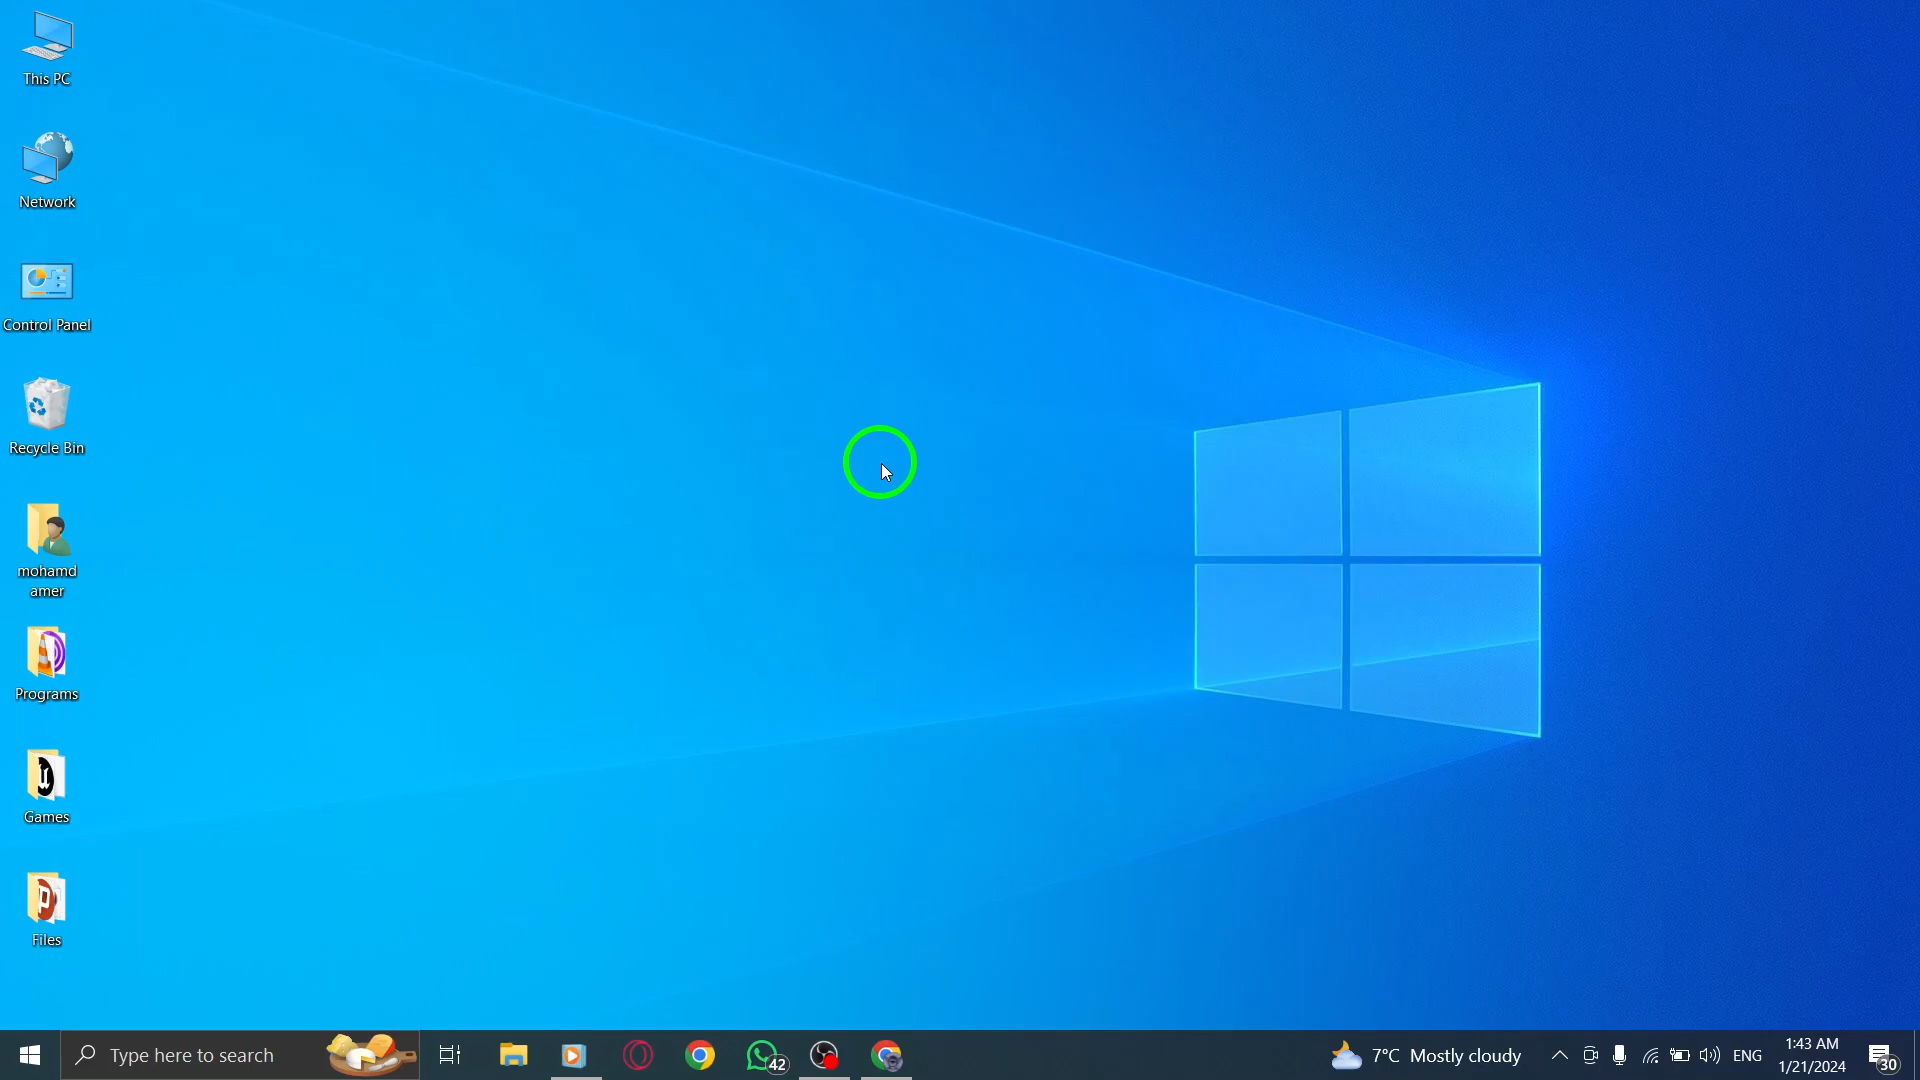 This PC
Network
Control Panel
Recycle Bin
mohamd
amer
Programs
Games
Files
Type here to search
42
7°C Mostly cloudy
ENG
1:43 AM
1/21/2024
30